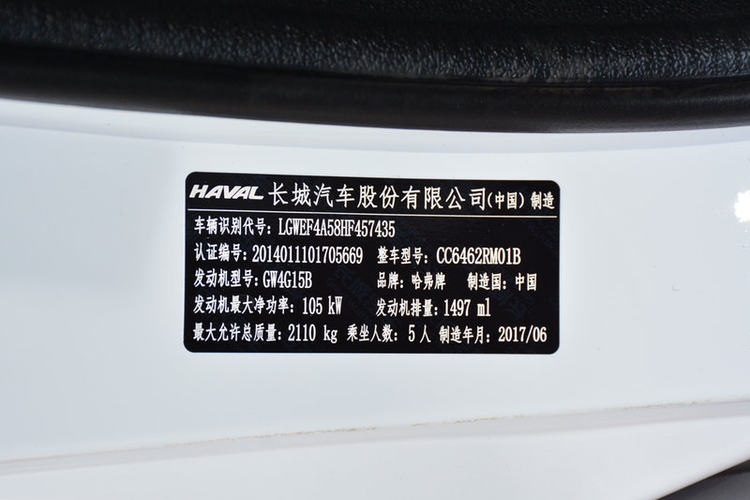 HAVAL 长城汽车股份有限公司(中国) 制造
车辆识别代号: LGWEF4A58HF457435
认证编号: 2014011101705669 整车型号: CC6462RM01B
发动机型号: GW4G15B 品牌: 哈弗牌 制造国: 中国
发动机最大净功率: 105 kW 发动机排量: 1497 ml
最大允许总质量: 2110 kg 乘坐人数: 5 人 制造年月: 2017/06